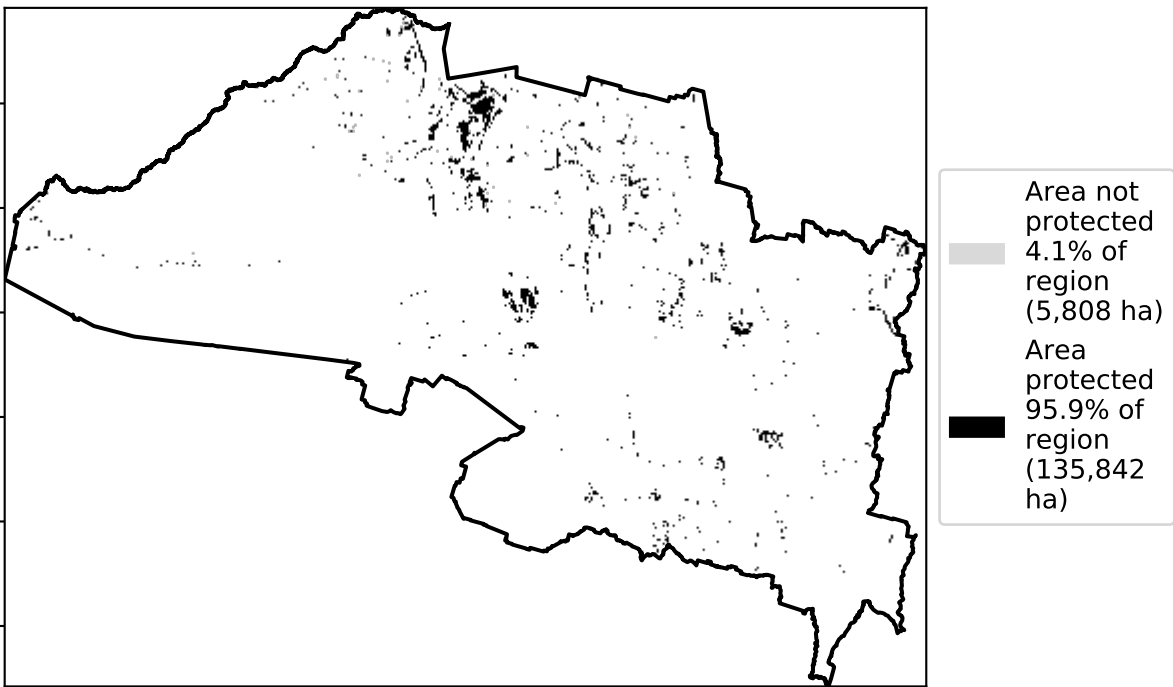 Area not
protected
4.1% of
region
(5,808 ha)
Area
protected
95.9% of
region
(135,842
ha)